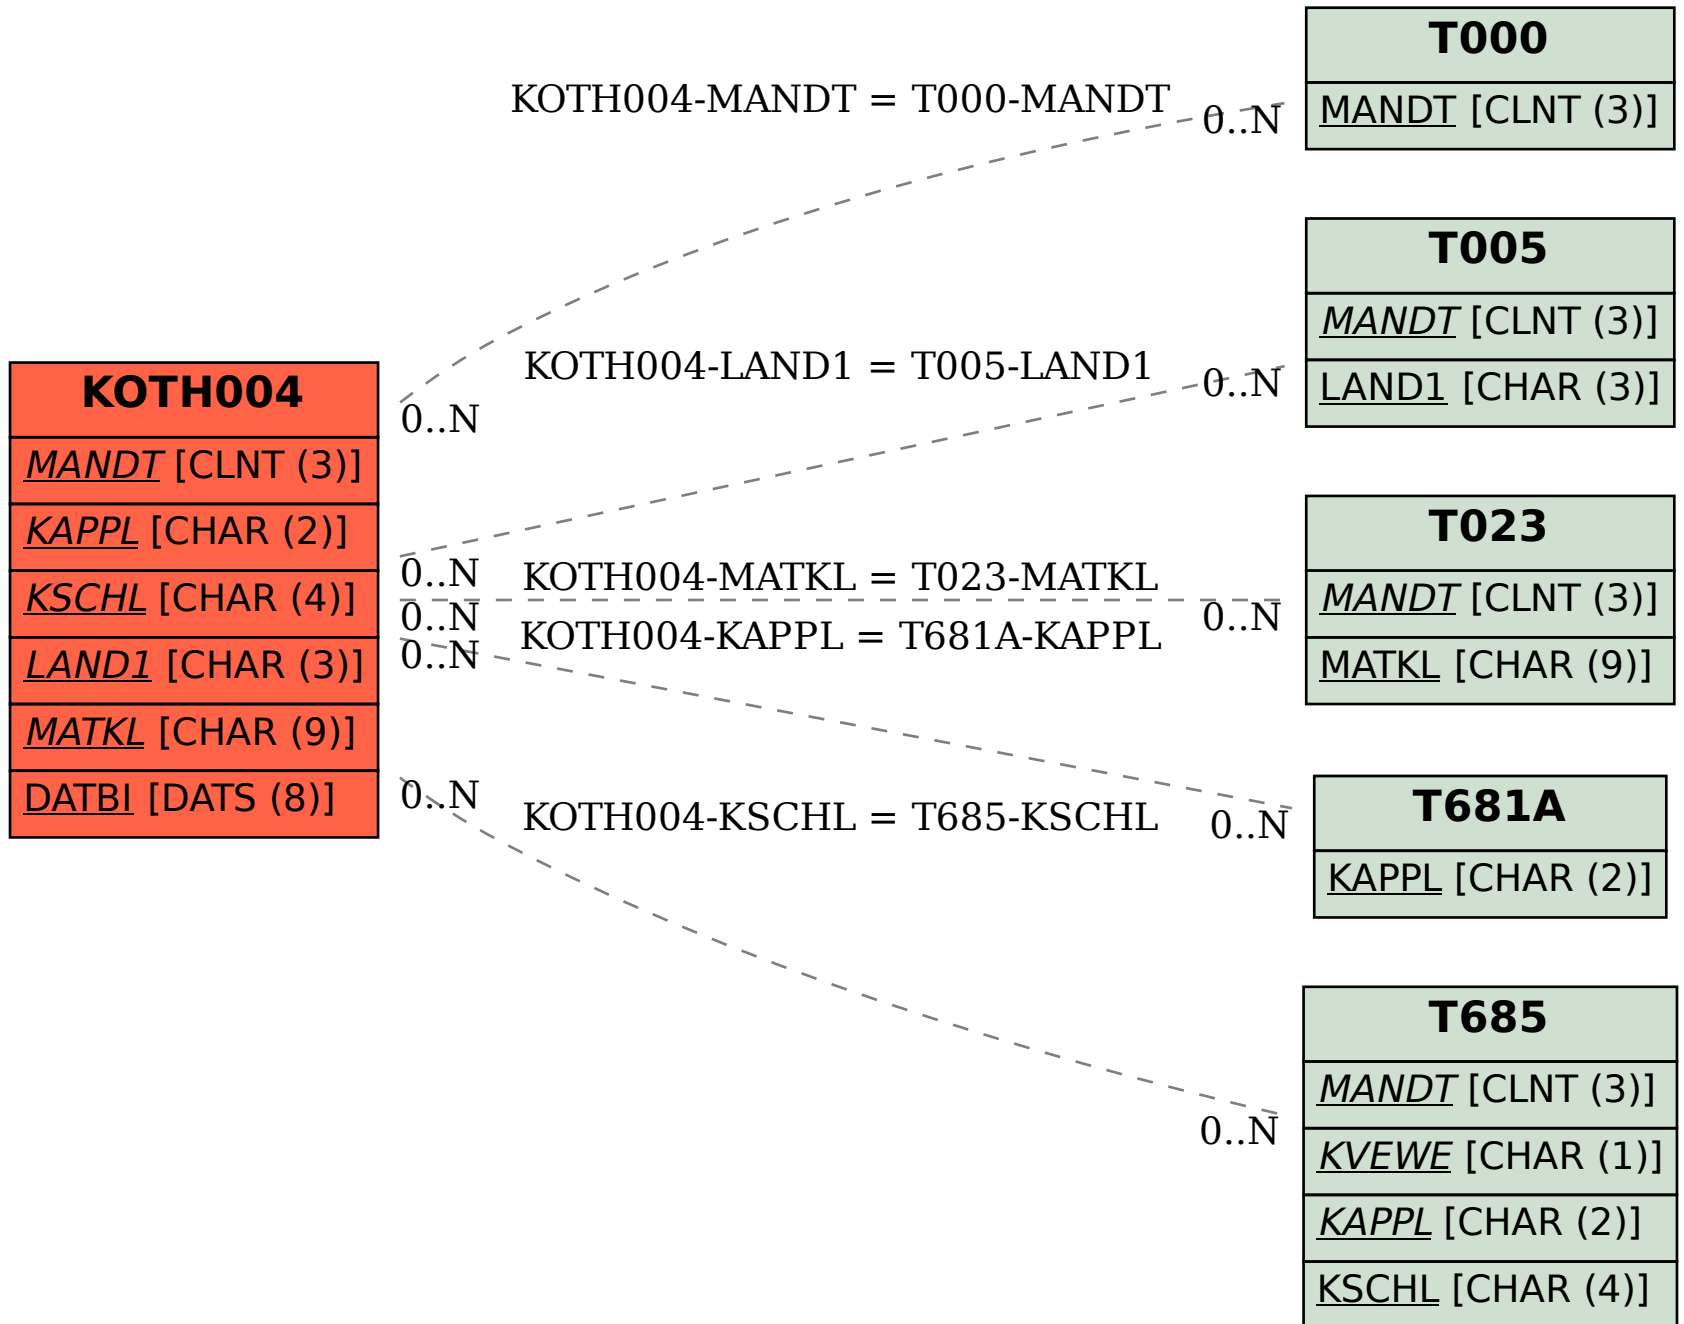 KOTH004
MANDT [CLNT (3)]
KAPPL [CHAR (2)]
KSCHL [CHAR (4)]
LAND1 [CHAR (3)]
MATKL [CHAR (9)]
DATBI [DATS (8)]
KOTH004-MANDT = T000-MANDT
0..N
0..N
KOTH004-LAND1 = T005-LAND1
0..N
0..N
KOTH004-MATKL = T023-MATKL
0..N
0..N
KOTH004-KAPPL = T681A-KAPPL
0..N
0..N
KOTH004-KSCHL = T685-KSCHL
0..N
0..N
T000
MANDT [CLNT (3)]
T005
MANDT [CLNT (3)]
LAND1 [CHAR (3)]
T023
MANDT [CLNT (3)]
MATKL [CHAR (9)]
T681A
KAPPL [CHAR (2)]
T685
MANDT [CLNT (3)]
KVEWE [CHAR (1)]
KAPPL [CHAR (2)]
KSCHL [CHAR (4)]